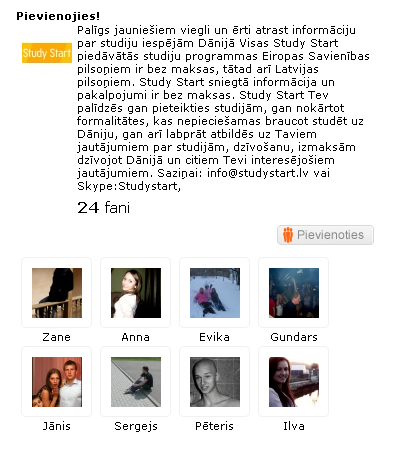 Pievienojies!
Study Start
Palīgs jauniešiem viegli un ērti atrast informāciju
par studiju iespējām Dānijā Visas Study Start
piedāvātās studiju programmas Eiropas Savienības
pilsoņiem ir bez maksas, tātad arī Latvijas
pilsoņiem. Study Start sniegtā informācija un
pakalpojumi ir bez maksas. Study Start Tev
palīdzēs gan pieteikties studijām, gan nokārtot
formalitātes, kas nepieciešamas braucot studēt uz
Dāniju, gan arī labprāt atbildēs uz Taviem
jautājumiem par studijām, dzīvošanu, izmaksām
dzīvojot Dānijā un citiem Tevi interesējošiem
jautājumiem. Saziņai: info@studystart.lv vai
Skype:Studystart,
24 fani
Pievienoties
Zane Anna Evika Gundars
Jānis Sergejs Pēteris Ilva